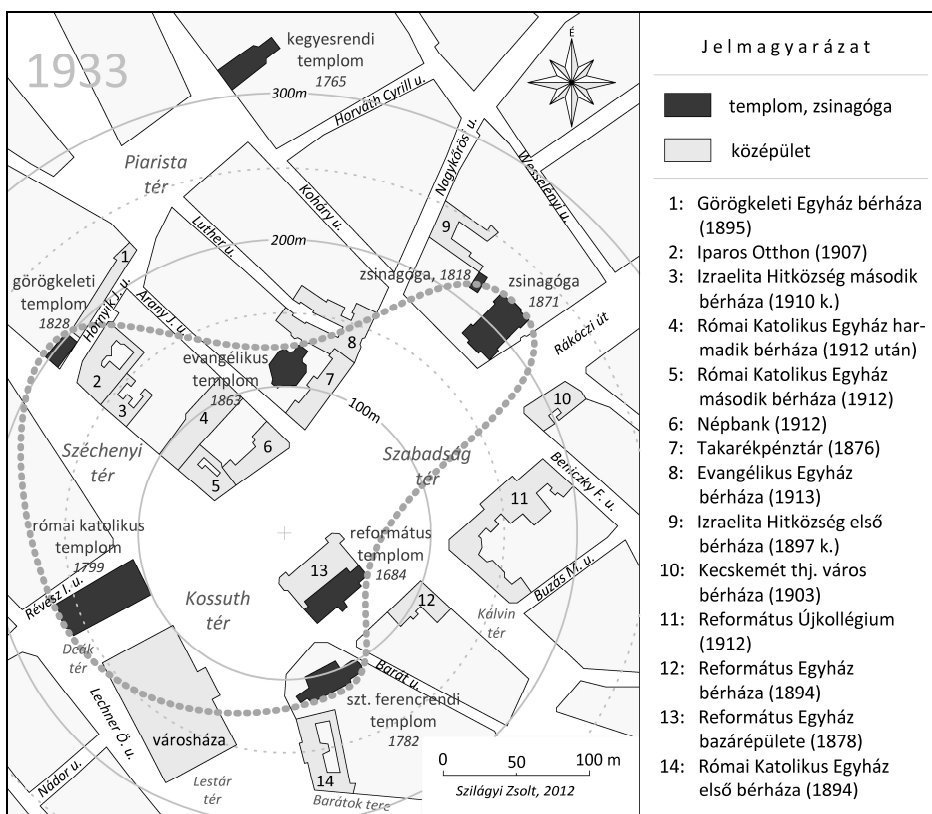 1933
kegyesrendi
templom
1765
É
300m
Horváth Cyrill u.
Nagykőrösi u.
Wesselényi u.
Piarista
tér
Koháry u.
Luther u.
200m
9
zsinagóga, 1818
zsinagóga
1871
1
görögkeleti
templom
1828
Hornyik J. u.
Arany J. u.
Rákóczi út
8
evangélikus
templom
1863
7
2
3
4
100m
10
6
5
Széchenyi
tér
Szabadság
tér
Beniczky F. u.
11
római katolikus
templom
1799
református
templom
1684
13
Révész I. u.
Kossuth
tér
12
Kálvin
tér
Buzás M. u.
Deák
tér
Barát u.
szt. ferencrendi
templom
1782
Lechner Ö. u.
városháza
14
Nádor u.
Lestár
tér
Barátok tere
0 50 100 m
Szilágyi Zsolt, 2012
Jelmagyarázat
templom, zsinagóga
középület
1: Görögkeleti Egyház bérháza
(1895)
2: Iparos Otthon (1907)
3: Izraelita Hitközség második
bérháza (1910 k.)
4: Római Katolikus Egyház har-
madik bérháza (1912 után)
5: Római Katolikus Egyház
második bérháza (1912)
6: Népbank (1912)
7: Takarékpénztár (1876)
8: Evangélikus Egyház
bérháza (1913)
9: Izraelita Hitközség első
bérháza (1897 k.)
10: Kecskemét thj. város
bérháza (1903)
11: Református Újkollégium
(1912)
12: Református Egyház
bérháza (1894)
13: Református Egyház
bazárépülete (1878)
14: Római Katolikus Egyház
első bérháza (1894)